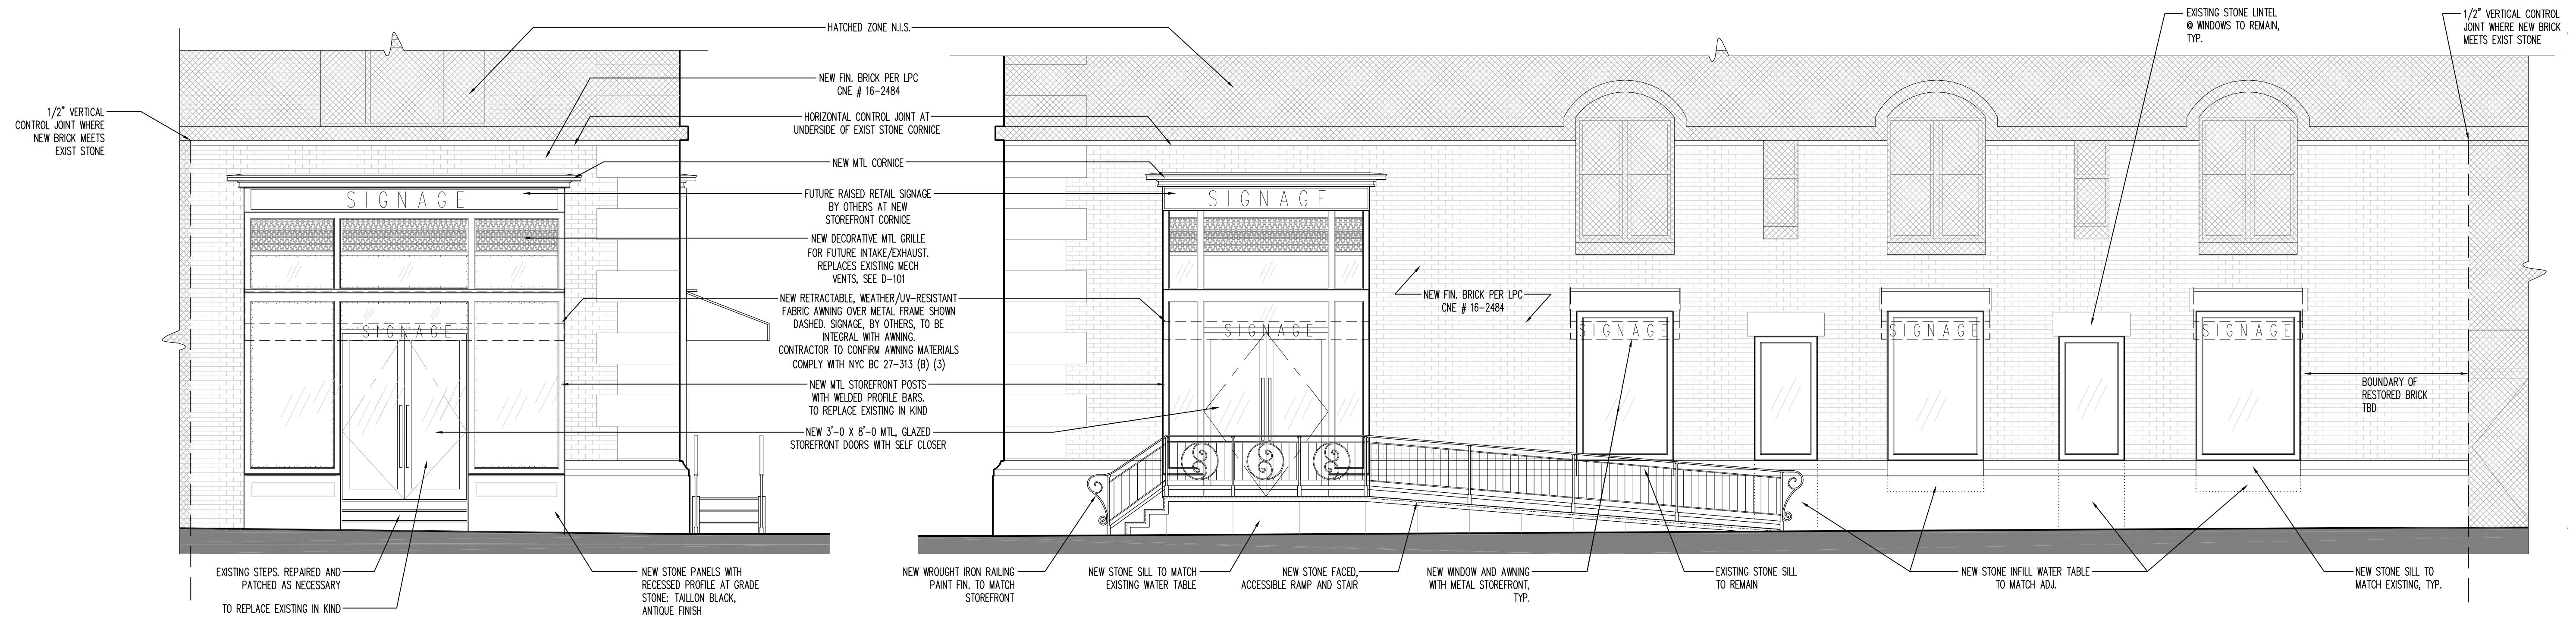 HATCHED ZONE N.I.S.
NEW FIN. BRICK PER LPC
CNE # 16-2484
1/2" VERTICAL
CONTROL JOINT WHERE
NEW BRICK MEETS
EXIST STONE
HORIZONTAL CONTROL JOINT AT
UNDERSIDE OF EXIST STONE CORNICE
NEW MTL CORNICE
FUTURE RAISED RETAIL SIGNAGE
BY OTHERS AT NEW
STOREFRONT CORNICE
NEW DECORATIVE MTL GRILLE
FOR FUTURE INTAKE/EXHAUST.
REPLACES EXISTING MECH
VENTS, SEE D-101
NEW RETRACTABLE, WEATHER/UV-RESISTANT
FABRIC AWNING OVER METAL FRAME SHOWN
DASHED. SIGNAGE, BY OTHERS, TO BE
INTEGRAL WITH AWNING.
CONTRACTOR TO CONFIRM AWNING MATERIALS
COMPLY WITH NYC BC 27-313 (B) (3)
NEW MTL STOREFRONT POSTS
WITH WELDED PROFILE BARS.
TO REPLACE EXISTING IN KIND
NEW 3'-0 X 8'-0 MTL, GLAZED
STOREFRONT DOORS WITH SELF CLOSER
SIGNAGE
SIGNAGE
SIGNAGE
SIGNAGE
NEW FIN. BRICK PER LPC
CNE # 16-2484
SIGNAGE
SIGNAGE
SIGNAGE
EXISTING STONE LINTEL
@ WINDOWS TO REMAIN,
TYP.
1/2" VERTICAL CONTROL
JOINT WHERE NEW BRICK
MEETS EXIST STONE
BOUNDARY OF
RESTORED BRICK
TBD
EXISTING STEPS. REPAIRED AND
PATCHED AS NECESSARY
TO REPLACE EXISTING IN KIND
NEW STONE PANELS WITH
RECESSED PROFILE AT GRADE
STONE: TAILLON BLACK,
ANTIQUE FINISH
NEW WROUGHT IRON RAILING
PAINT FIN. TO MATCH
STOREFRONT
NEW STONE SILL TO MATCH
EXISTING WATER TABLE
NEW STONE FACED,
ACCESSIBLE RAMP AND STAIR
NEW WINDOW AND AWNING
WITH METAL STOREFRONT,
TYP.
EXISTING STONE SILL
TO REMAIN
NEW STONE INFILL WATER TABLE
TO MATCH ADJ.
NEW STONE SILL TO
MATCH EXISTING, TYP.